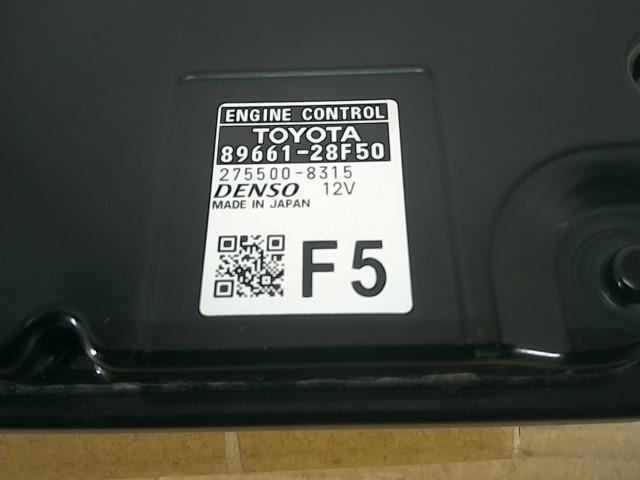 ENGINE CONTROL
TOYOTA
89661-28F50
275500-8315
DENSO 12V
MADE IN JAPAN
F5